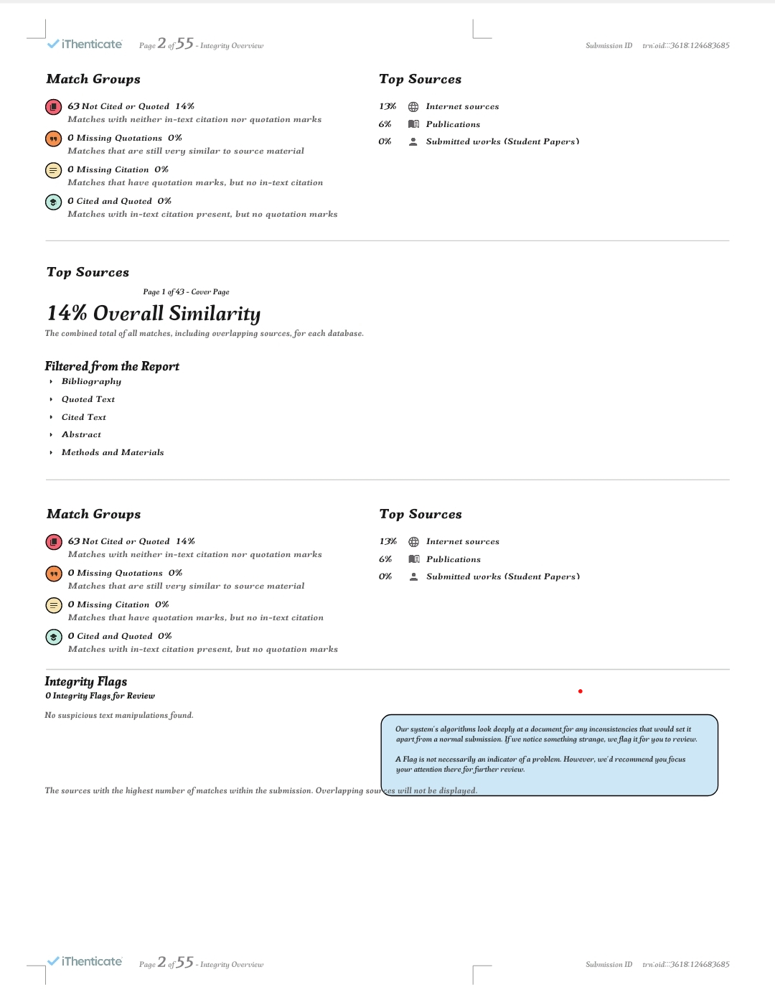 iThenticate Page 2 of 55 - Integrity Overview Submission ID trn:oid:::3618:124683685
Match Groups
63 Not Cited or Quoted 14%
Matches with neither in-text citation nor quotation marks
0 Missing Quotations 0%
Matches that are still very similar to source material
0 Missing Citation 0%
Matches that have quotation marks, but no in-text citation
0 Cited and Quoted 0%
Matches with in-text citation present, but no quotation marks
Top Sources
13% Internet sources
6% Publications
0% Submitted works (Student Papers)
Top Sources
Page 1 of 43 - Cover Page
14% Overall Similarity
The combined total of all matches, including overlapping sources, for each database.
Filtered from the Report
Bibliography
Quoted Text
Cited Text
Abstract
Methods and Materials
Match Groups
63 Not Cited or Quoted 14%
Matches with neither in-text citation nor quotation marks
0 Missing Quotations 0%
Matches that are still very similar to source material
0 Missing Citation 0%
Matches that have quotation marks, but no in-text citation
0 Cited and Quoted 0%
Matches with in-text citation present, but no quotation marks
Top Sources
13% Internet sources
6% Publications
0% Submitted works (Student Papers)
Integrity Flags
0 Integrity Flags for Review
No suspicious text manipulations found.
Our system's algorithms look deeply at a document for any inconsistencies that would set it
apart from a normal submission. If we notice something strange, we flag it for you to review.
A Flag is not necessarily an indicator of a problem. However, we'd recommend you focus
your attention there for further review.
The sources with the highest number of matches within the submission. Overlapping sources will not be displayed.
iThenticate Page 2 of 55 - Integrity Overview Submission ID trn:oid:::3618:124683685